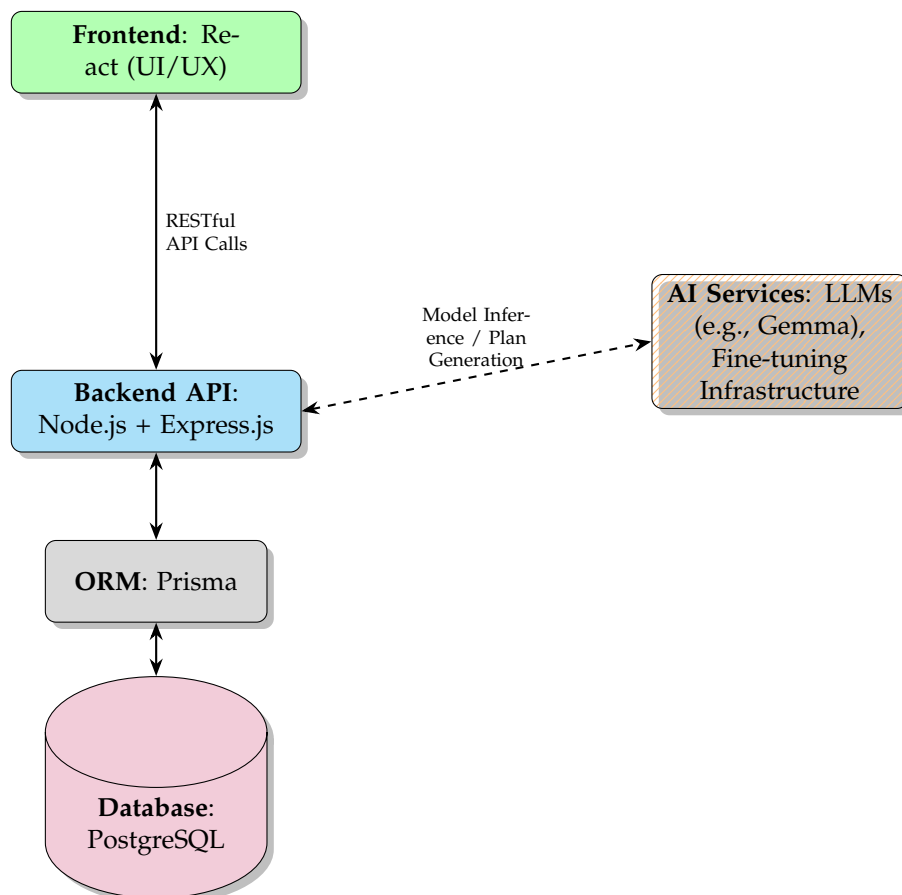 Frontend: Re-
act (UI/UX)
RESTful
API Calls
Model Infer-
ence / Plan
Generation
AI Services: LLMs
(e.g., Gemma),
Fine-tuning
Infrastructure
Backend API:
Node.js + Express.js
ORM: Prisma
Database:
PostgreSQL